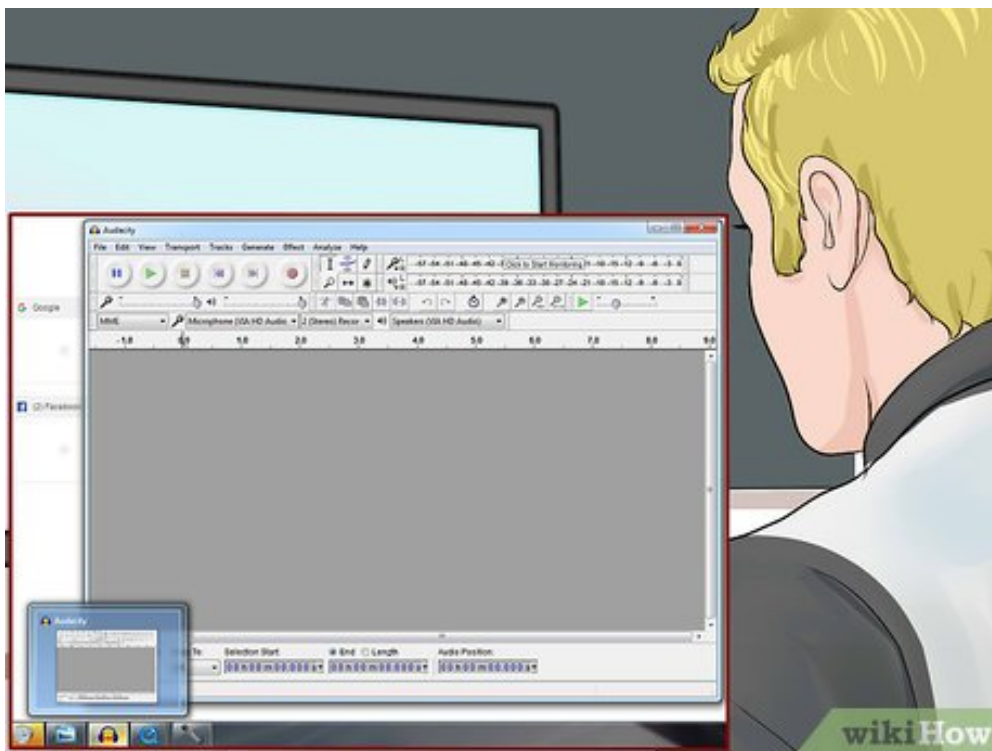 Audacity
File Edit View Transport Tracks Generate Effect Analyze Help
Click to Start Monitoring
MME
Microphone (VIA HD Audio
2 (Stereo) Recor
Speakers (VIA HD Audio)
-1,0 0,0 1,0 2,0 3,0 4,0 5,0 6,0 7,0 8,0 9,0
Google
(2) Facebook
Audacity
To:
Selection Start:
End
Length
Audio Position:
00 h 00 m 00.000 s
00 h 00 m 00.000 s
00 h 00 m 00.000 s
wikiHow